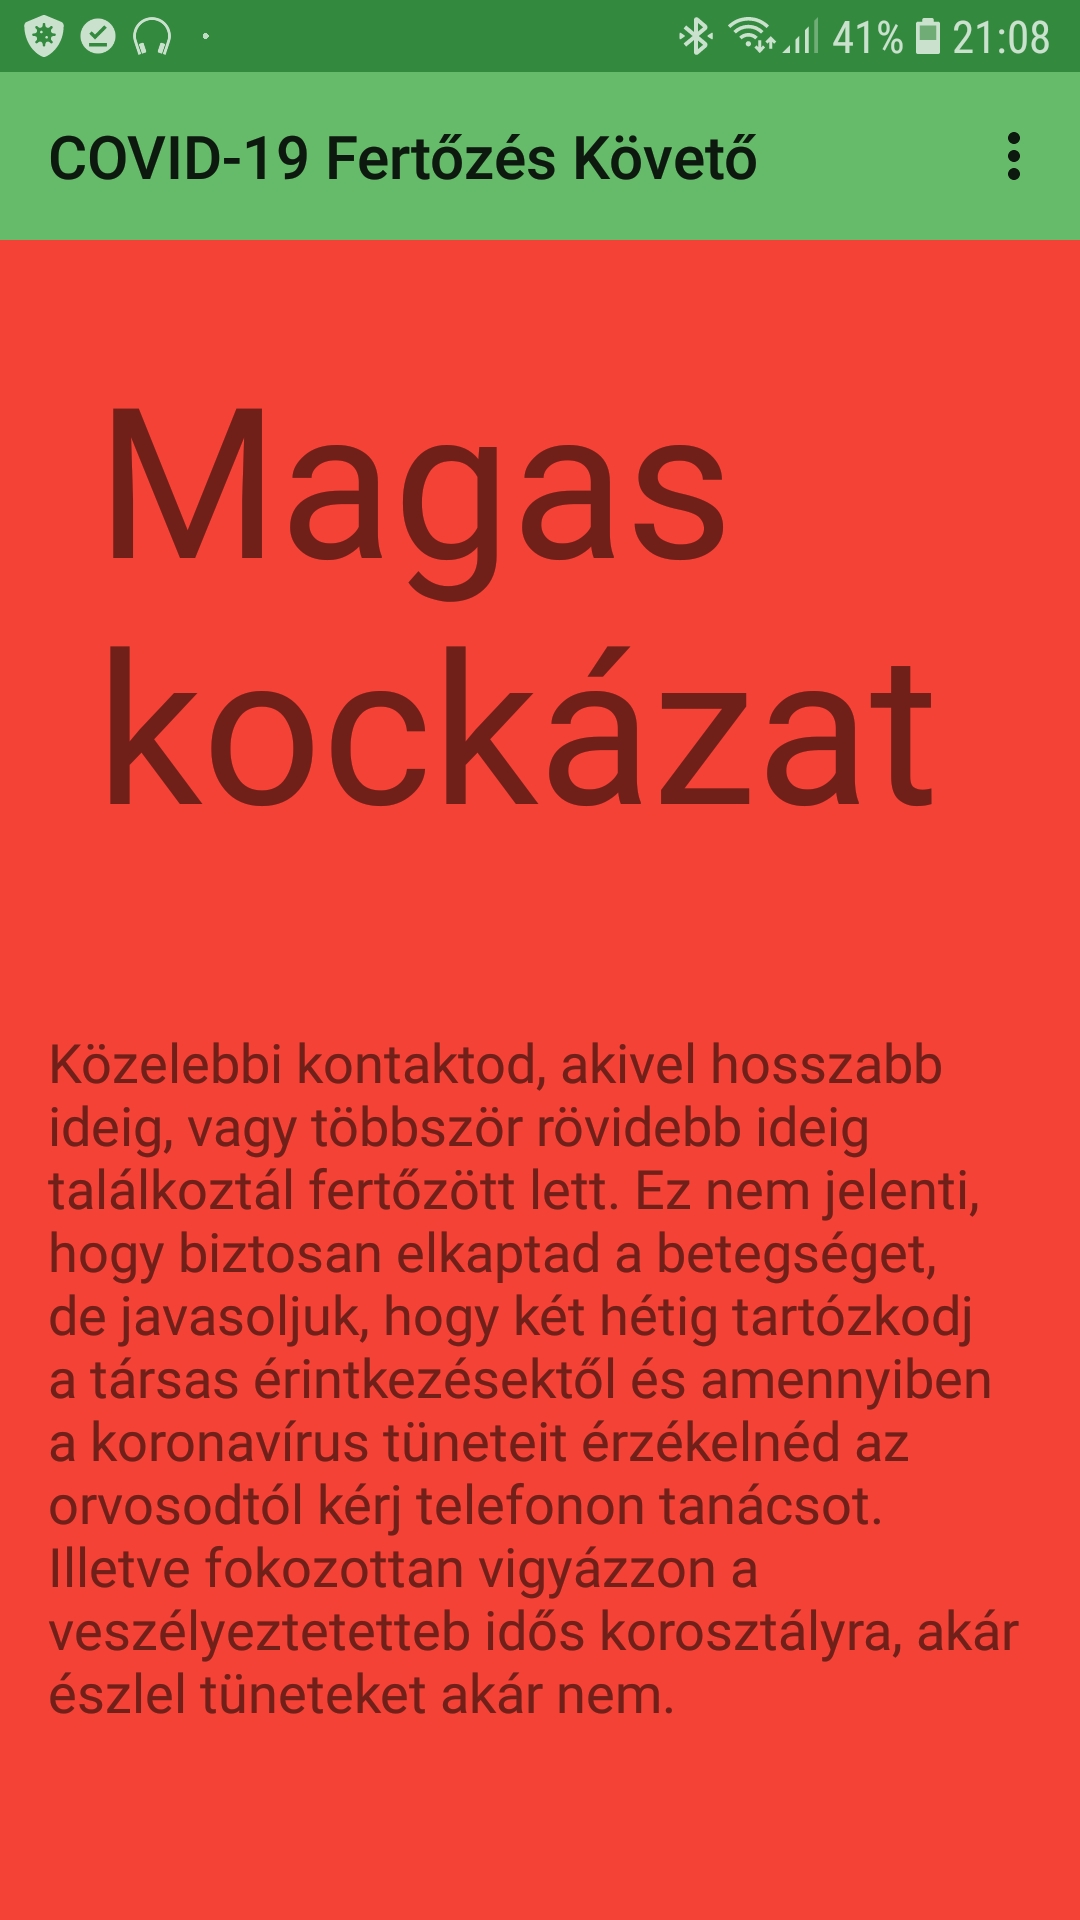 41% 21:08
COVID-19 Fertőzés Követő
Magas
kockázat
Közelebbi kontaktod, akivel hosszabb
ideig, vagy többször rövidebb ideig
találkoztál fertőzött lett. Ez nem jelenti,
hogy biztosan elkaptad a betegséget,
de javasoljuk, hogy két hétig tartózkodj
a társas érintkezésektől és amennyiben
a koronavírus tüneteit érzékelnéd az
orvosodtól kérj telefonon tanácsot.
Illetve fokozottan vigyázzon a
veszélyeztetetteb idős korosztályra, akár
észlel tüneteket akár nem.